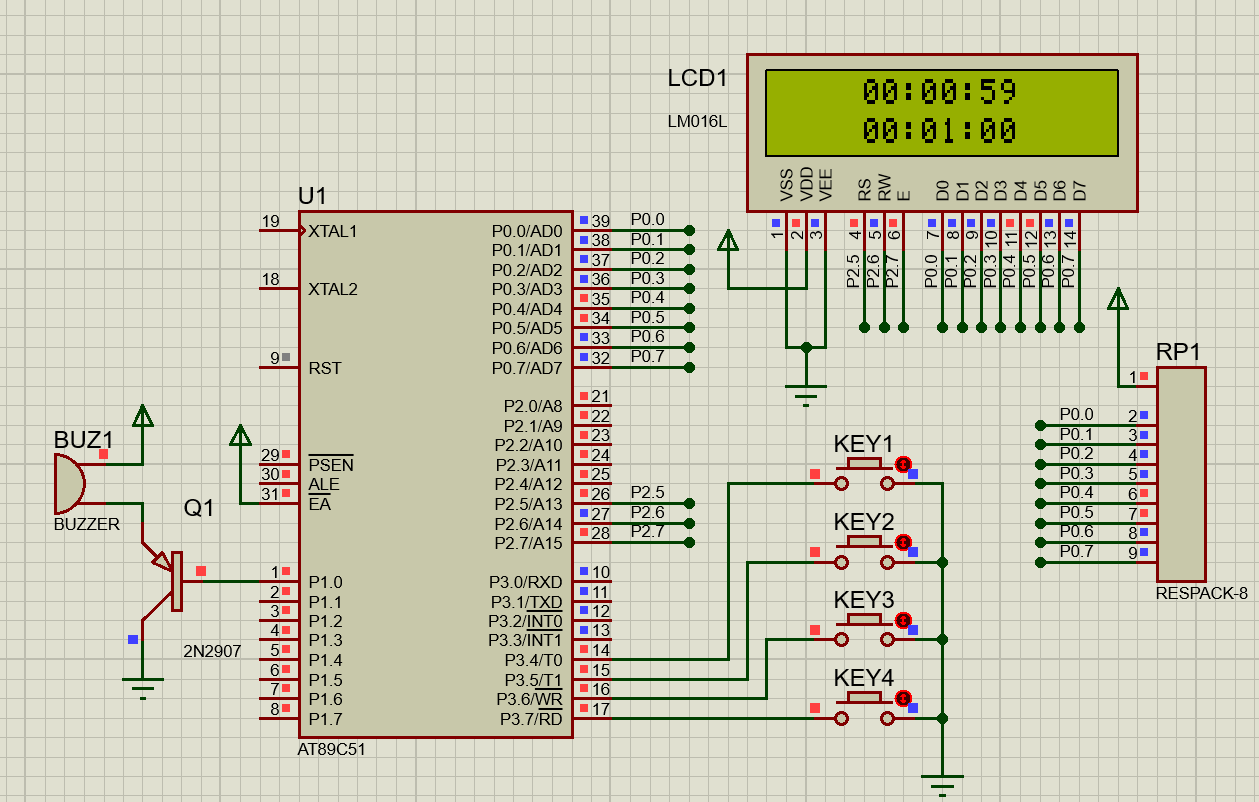 LCD1
LM016L
00:00:59
00:01:00
VSS
VDD
VEE
RS
RW
E
D0
D1
D2
D3
D4
D5
D6
D7
1
2
3
4
5
6
7
8
9
10
11
12
13
14
P2.5
P2.6
P2.7
P0.0
P0.1
P0.2
P0.3
P0.4
P0.5
P0.6
P0.7
U1
19 XTAL1
18 XTAL2
9 RST
29 PSEN
30 ALE
31 EA
1 P1.0
2 P1.1
3 P1.2
4 P1.3
5 P1.4
6 P1.5
7 P1.6
8 P1.7
P0.0/AD0 39 P0.0
P0.1/AD1 38 P0.1
P0.2/AD2 37 P0.2
P0.3/AD3 36 P0.3
P0.4/AD4 35 P0.4
P0.5/AD5 34 P0.5
P0.6/AD6 33 P0.6
P0.7/AD7 32 P0.7
P2.0/A8 21
P2.1/A9 22
P2.2/A10 23
P2.3/A11 24
P2.4/A12 25
P2.5/A13 26 P2.5
P2.6/A14 27 P2.6
P2.7/A15 28 P2.7
P3.0/RXD 10
P3.1/TXD 11
P3.2/INT0 12
P3.3/INT1 13
P3.4/T0 14
P3.5/T1 15
P3.6/WR 16
P3.7/RD 17
AT89C51
BUZ1
BUZZER
Q1
2N2907
KEY1
KEY2
KEY3
KEY4
RP1
1
P0.0 2
P0.1 3
P0.2 4
P0.3 5
P0.4 6
P0.5 7
P0.6 8
P0.7 9
RESPACK-8